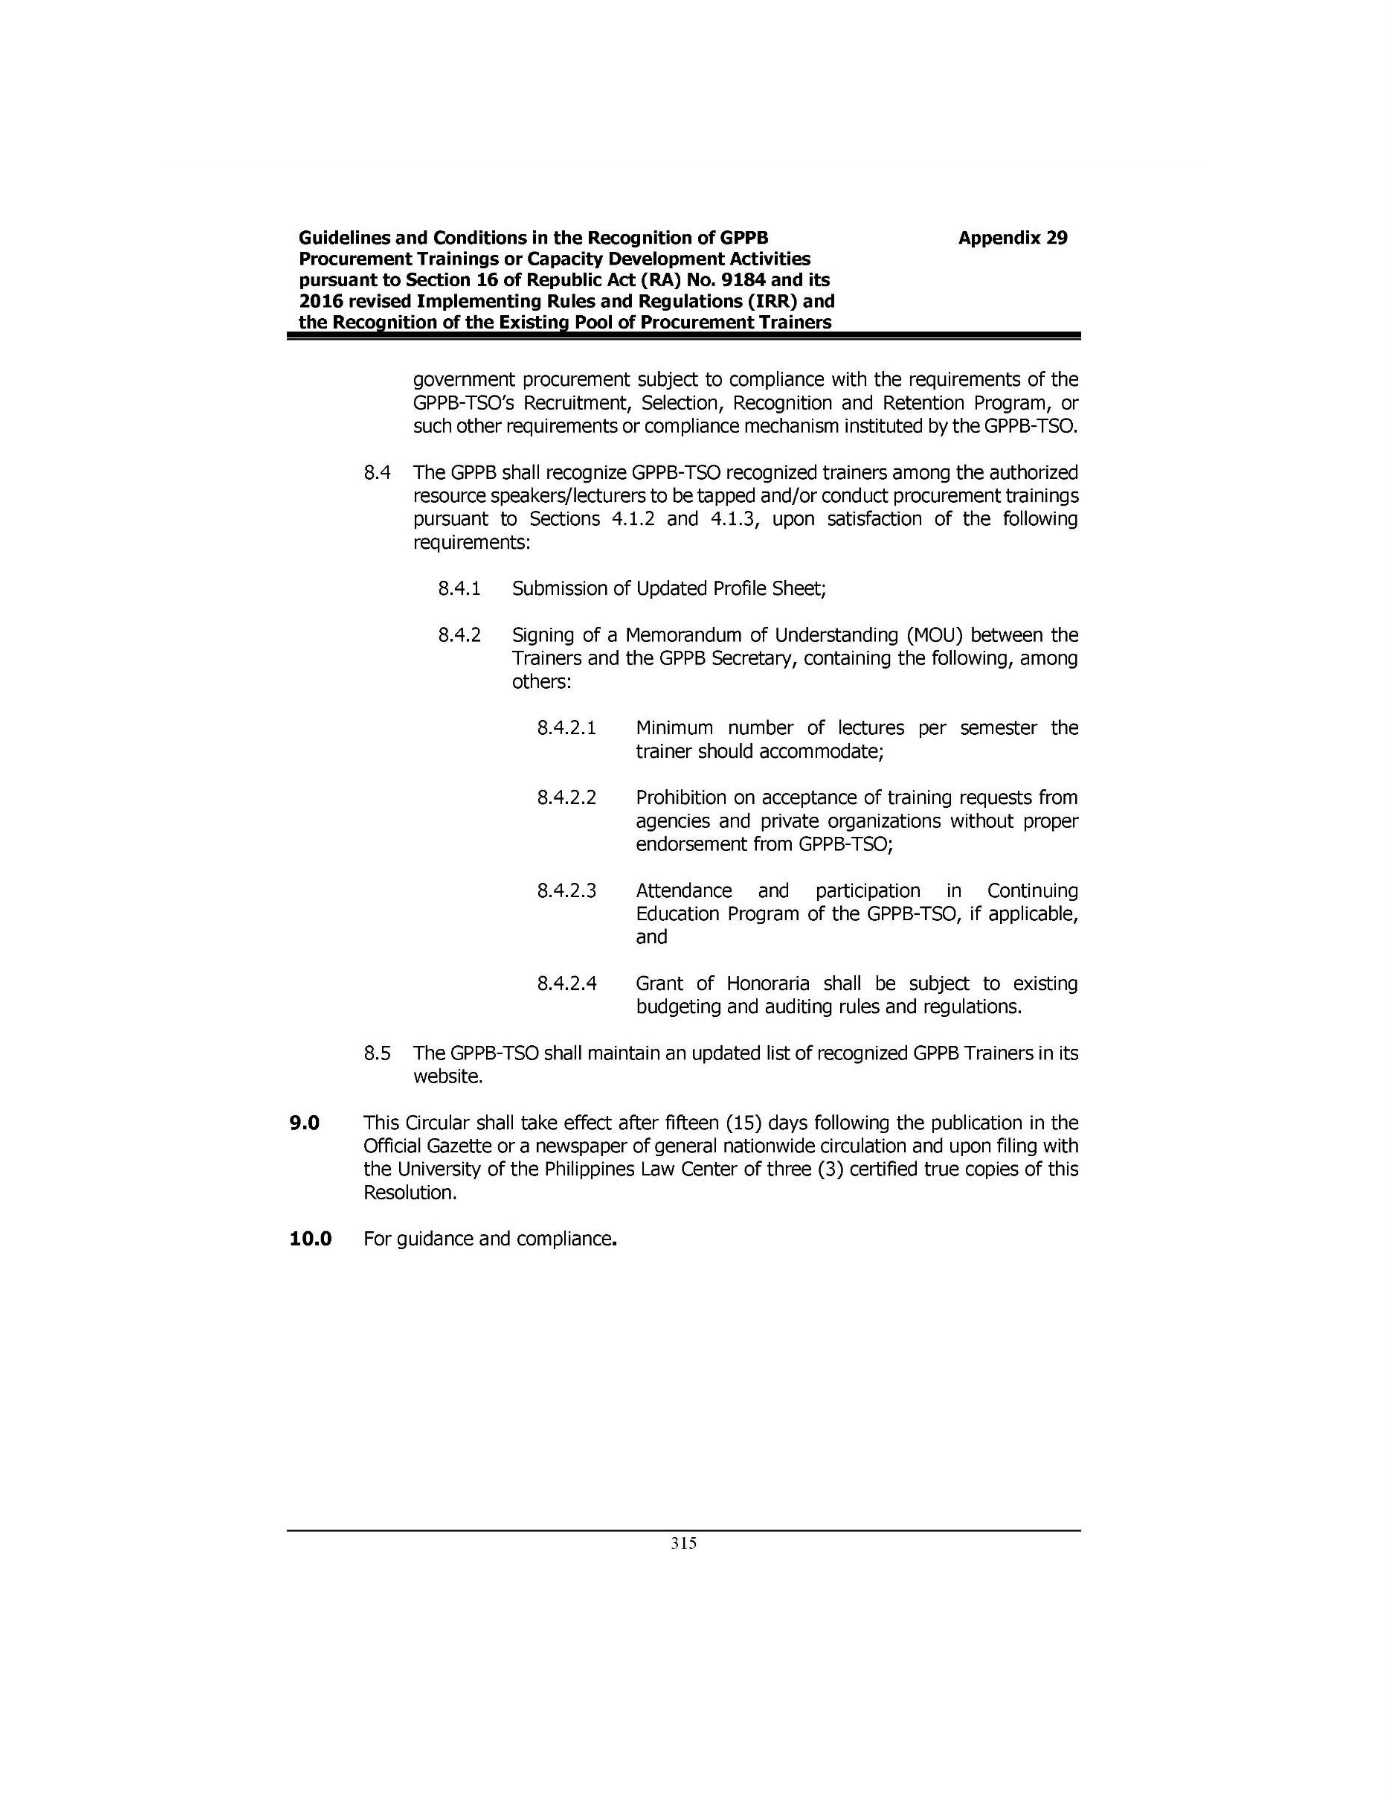 Guidelines and Conditions in the Recognition of GPPB Appendix 29
Procurement Trainings or Capacity Development Activities
pursuant to Section 16 of Republic Act (RA) No. 9184 and its
2016 revised Implementing Rules and Regulations (IRR) and
the Recognition of the Existing Pool of Procurement Trainers
government procurement subject to compliance with the requirements of the
GPPB-TSO’s Recruitment, Selection, Recognition and Retention Program, or
such other requirements or compliance mechanism instituted by the GPPB-TSO.
8.4 The GPPB shall recognize GPPB-TSO recognized trainers among the authorized
resource speakers/lecturers to be tapped and/or conduct procurement trainings
pursuant to Sections 4.1.2 and 4.1.3, upon satisfaction of the following
requirements:
8.4.1 Submission of Updated Profile Sheet;
8.4.2 Signing of a Memorandum of Understanding (MOU) between the
Trainers and the GPPB Secretary, containing the following, among
others:
8.4.2.1 Minimum number of lectures per semester the
trainer should accommodate;
8.4.2.2 Prohibition on acceptance of training requests from
agencies and private organizations without proper
endorsement from GPPB-TSO;
8.4.2.3 Attendance and participation in Continuing
Education Program of the GPPB-TSO, if applicable,
and
8.4.2.4 Grant of Honoraria shall be subject to existing
budgeting and auditing rules and regulations.
8.5 The GPPB-TSO shall maintain an updated list of recognized GPPB Trainers in its
website.
9.0 This Circular shall take effect after fifteen (15) days following the publication in the
Official Gazette or a newspaper of general nationwide circulation and upon filing with
the University of the Philippines Law Center of three (3) certified true copies of this
Resolution.
10.0 For guidance and compliance.
315